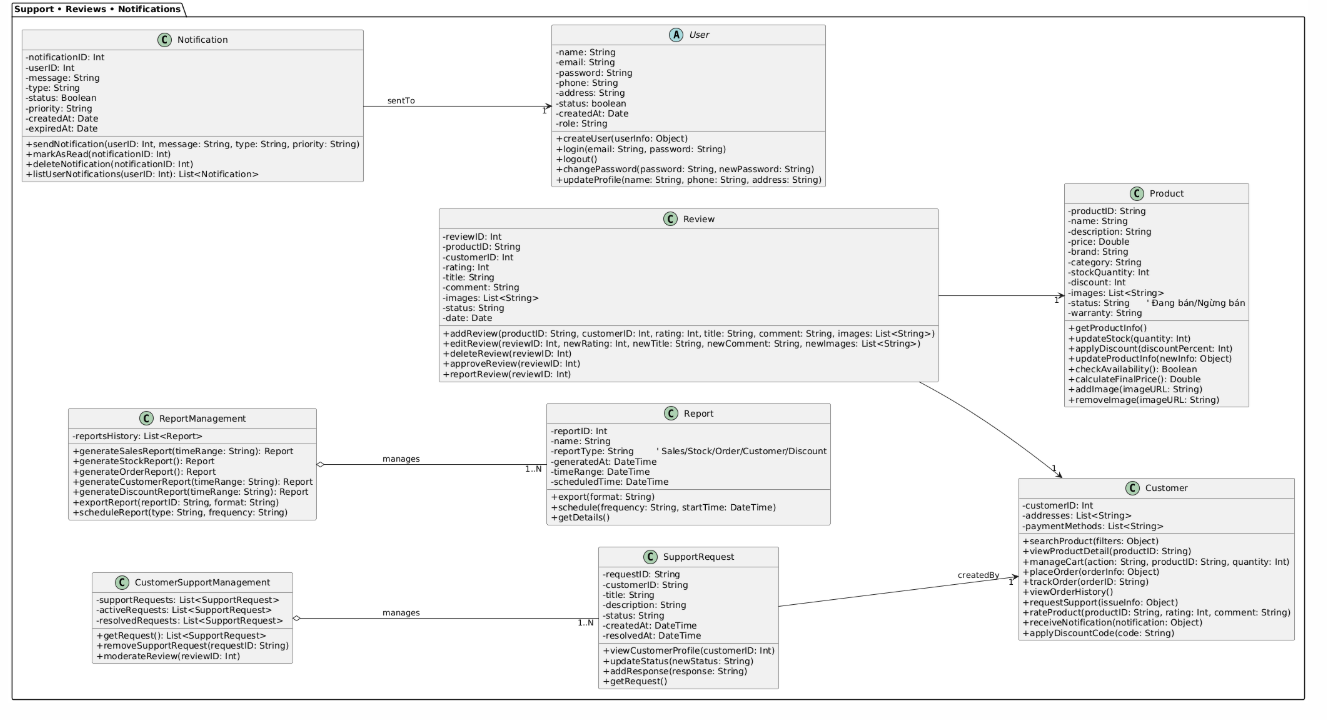 Support • Reviews • Notifications
C Notification
-notificationID: Int
-userID: Int
-message: String
-type: String
-status: Boolean
-priority: String
-createdAt: Date
-expiredAt: Date
+sendNotification(userID: Int, message: String, type: String, priority: String)
+markAsRead(notificationID: Int)
+deleteNotification(notificationID: Int)
+listUserNotifications(userID: Int): List<Notification>
sentTo
1
A User
-name: String
-email: String
-password: String
-phone: String
-address: String
-status: boolean
-createdAt: Date
-role: String
+createUser(userInfo: Object)
+login(email: String, password: String)
+logout()
+changePassword(password: String, newPassword: String)
+updateProfile(name: String, phone: String, address: String)
C Review
-reviewID: Int
-productID: String
-customerID: Int
-rating: Int
-title: String
-comment: String
-images: List<String>
-status: String
-date: Date
+addReview(productID: String, customerID: Int, rating: Int, title: String, comment: String, images: List<String>)
+editReview(reviewID: Int, newRating: Int, newTitle: String, newComment: String, newImages: List<String>)
+deleteReview(reviewID: Int)
+approveReview(reviewID: Int)
+reportReview(reviewID: Int)
1
C Product
-productID: String
-name: String
-description: String
-price: Double
-brand: String
-category: String
-stockQuantity: Int
-discount: Int
-images: List<String>
-status: String ' Đang bán/Ngừng bán
-warranty: String
+getProductInfo()
+updateStock(quantity: Int)
+applyDiscount(discountPercent: Int)
+updateProductInfo(newInfo: Object)
+checkAvailability(): Boolean
+calculateFinalPrice(): Double
+addImage(imageURL: String)
+removeImage(imageURL: String)
C ReportManagement
-reportsHistory: List<Report>
+generateSalesReport(timeRange: String): Report
+generateStockReport(): Report
+generateOrderReport(): Report
+generateCustomerReport(timeRange: String): Report
+generateDiscountReport(timeRange: String): Report
+exportReport(reportID: String, format: String)
+scheduleReport(type: String, frequency: String)
manages
1..N
C Report
-reportID: Int
-name: String
-reportType: String ' Sales/Stock/Order/Customer/Discount
-generatedAt: DateTime
-timeRange: DateTime
-scheduledTime: DateTime
+export(format: String)
+schedule(frequency: String, startTime: DateTime)
+getDetails()
1
C Customer
-customerID: Int
-addresses: List<String>
-paymentMethods: List<String>
+searchProduct(filters: Object)
+viewProductDetail(productID: String)
+manageCart(action: String, productID: String, quantity: Int)
+placeOrder(orderInfo: Object)
+trackOrder(orderID: String)
+viewOrderHistory()
+requestSupport(issueInfo: Object)
+rateProduct(productID: String, rating: Int, comment: String)
+receiveNotification(notification: Object)
+applyDiscountCode(code: String)
C CustomerSupportManagement
-supportRequests: List<SupportRequest>
-activeRequests: List<SupportRequest>
-resolvedRequests: List<SupportRequest>
+getRequest(): List<SupportRequest>
+removeSupportRequest(requestID: String)
+moderateReview(reviewID: Int)
manages
1..N
C SupportRequest
-requestID: String
-customerID: String
-title: String
-description: String
-status: String
-createdAt: DateTime
-resolvedAt: DateTime
+viewCustomerProfile(customerID: Int)
+updateStatus(newStatus: String)
+addResponse(response: String)
+getRequest()
createdBy
1